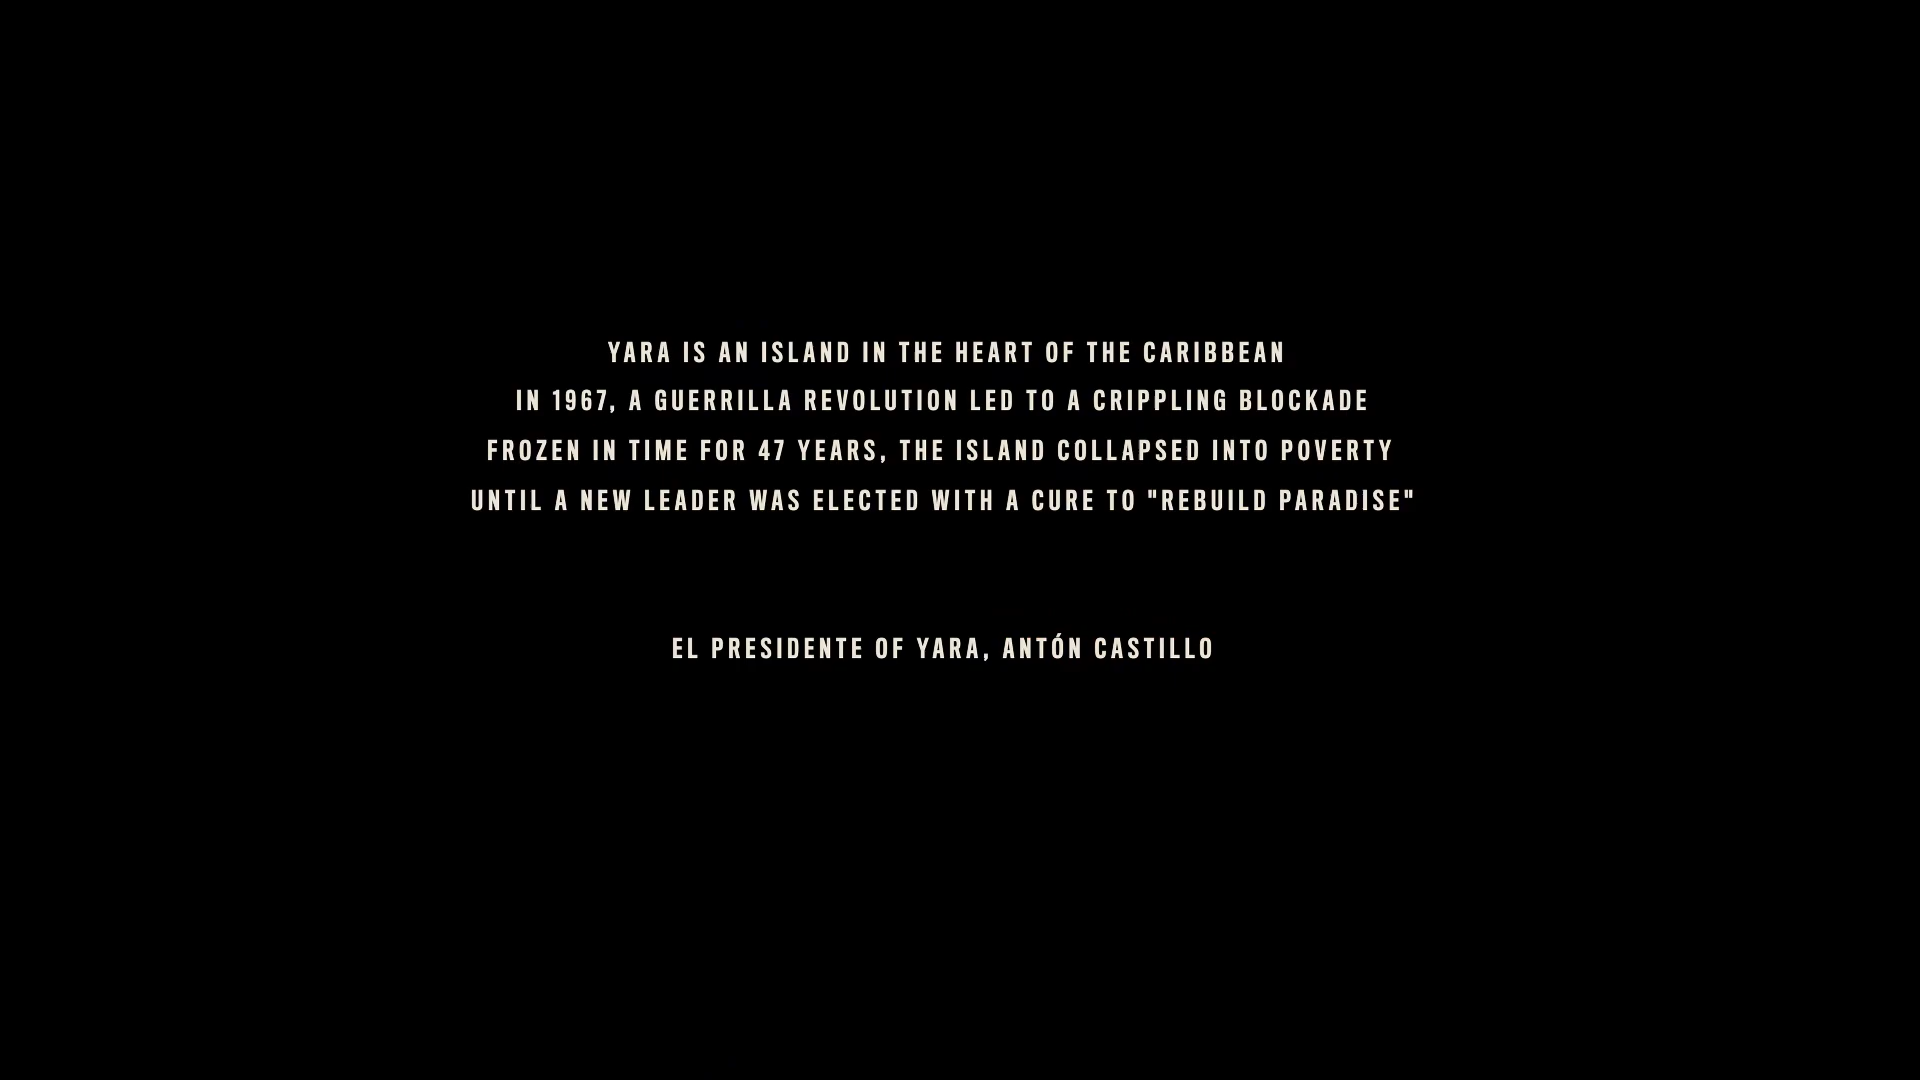 YARA IS AN ISLAND IN THE HEART OF THE CARIBBEAN
IN 1967, A GUERRILLA REVOLUTION LED TO A CRIPPLING BLOCKADE
FROZEN IN TIME FOR 47 YEARS, THE ISLAND COLLAPSED INTO POVERTY
UNTIL A NEW LEADER WAS ELECTED WITH A CURE TO "REBUILD PARADISE"
EL PRESIDENTE OF YARA, ANTÓN CASTILLO